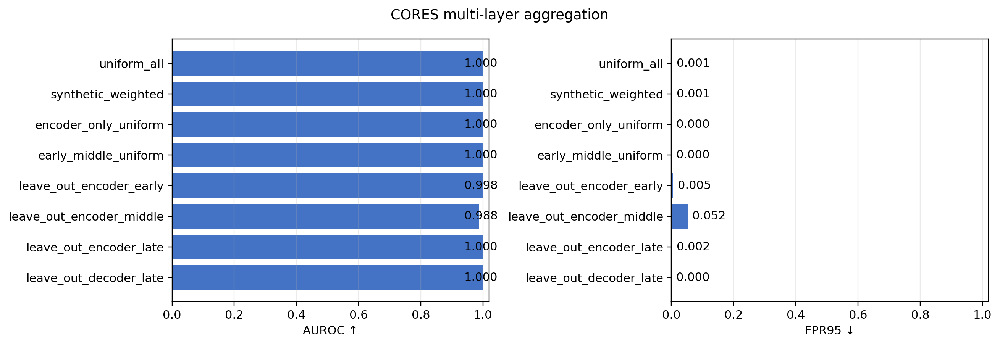 CORES multi-layer aggregation
uniform_all
synthetic_weighted
encoder_only_uniform
early_middle_uniform
leave_out_encoder_early
leave_out_encoder_middle
leave_out_encoder_late
leave_out_decoder_late
1.000
1.000
1.000
1.000
0.998
0.988
1.000
1.000
0.0 0.2 0.4 0.6 0.8 1.0
AUROC ↑
uniform_all
synthetic_weighted
encoder_only_uniform
early_middle_uniform
leave_out_encoder_early
leave_out_encoder_middle
leave_out_encoder_late
leave_out_decoder_late
0.001
0.001
0.000
0.000
0.005
0.052
0.002
0.000
0.0 0.2 0.4 0.6 0.8 1.0
FPR95 ↓